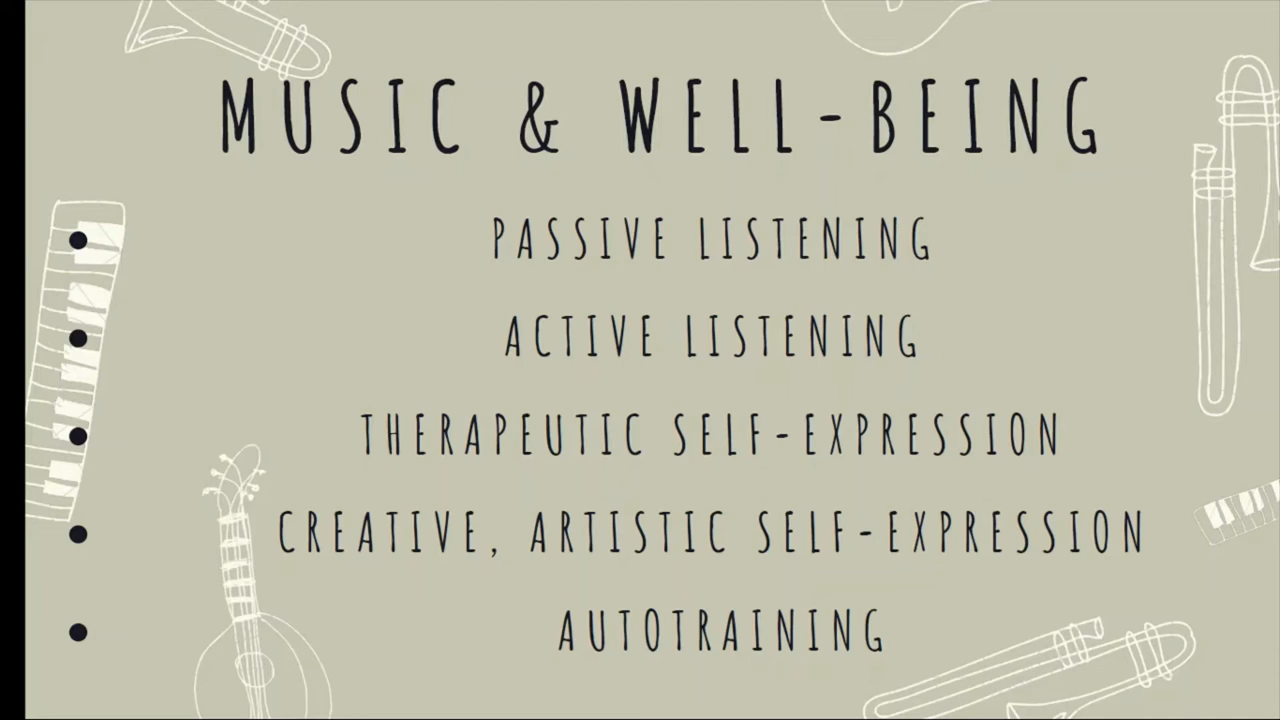 MUSIC & WELL-BEING
• PASSIVE LISTENING
• ACTIVE LISTENING
• THERAPEUTIC SELF-EXPRESSION
• CREATIVE, ARTISTIC SELF-EXPRESSION
• AUTOTRAINING